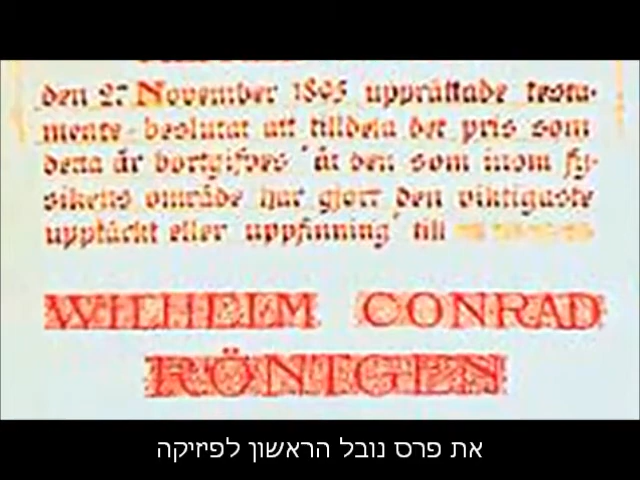 den 27 November 1895 upprättade testa-
mente beslutat att tilldela det pris som
detta år bortgifves åt den som inom fy-
sikens område har gjort den viktigaste
upptäckt eller uppfinning till
WILHELM CONRAD
RÖNTGEN
את פרס נובל הראשון לפיזיקה